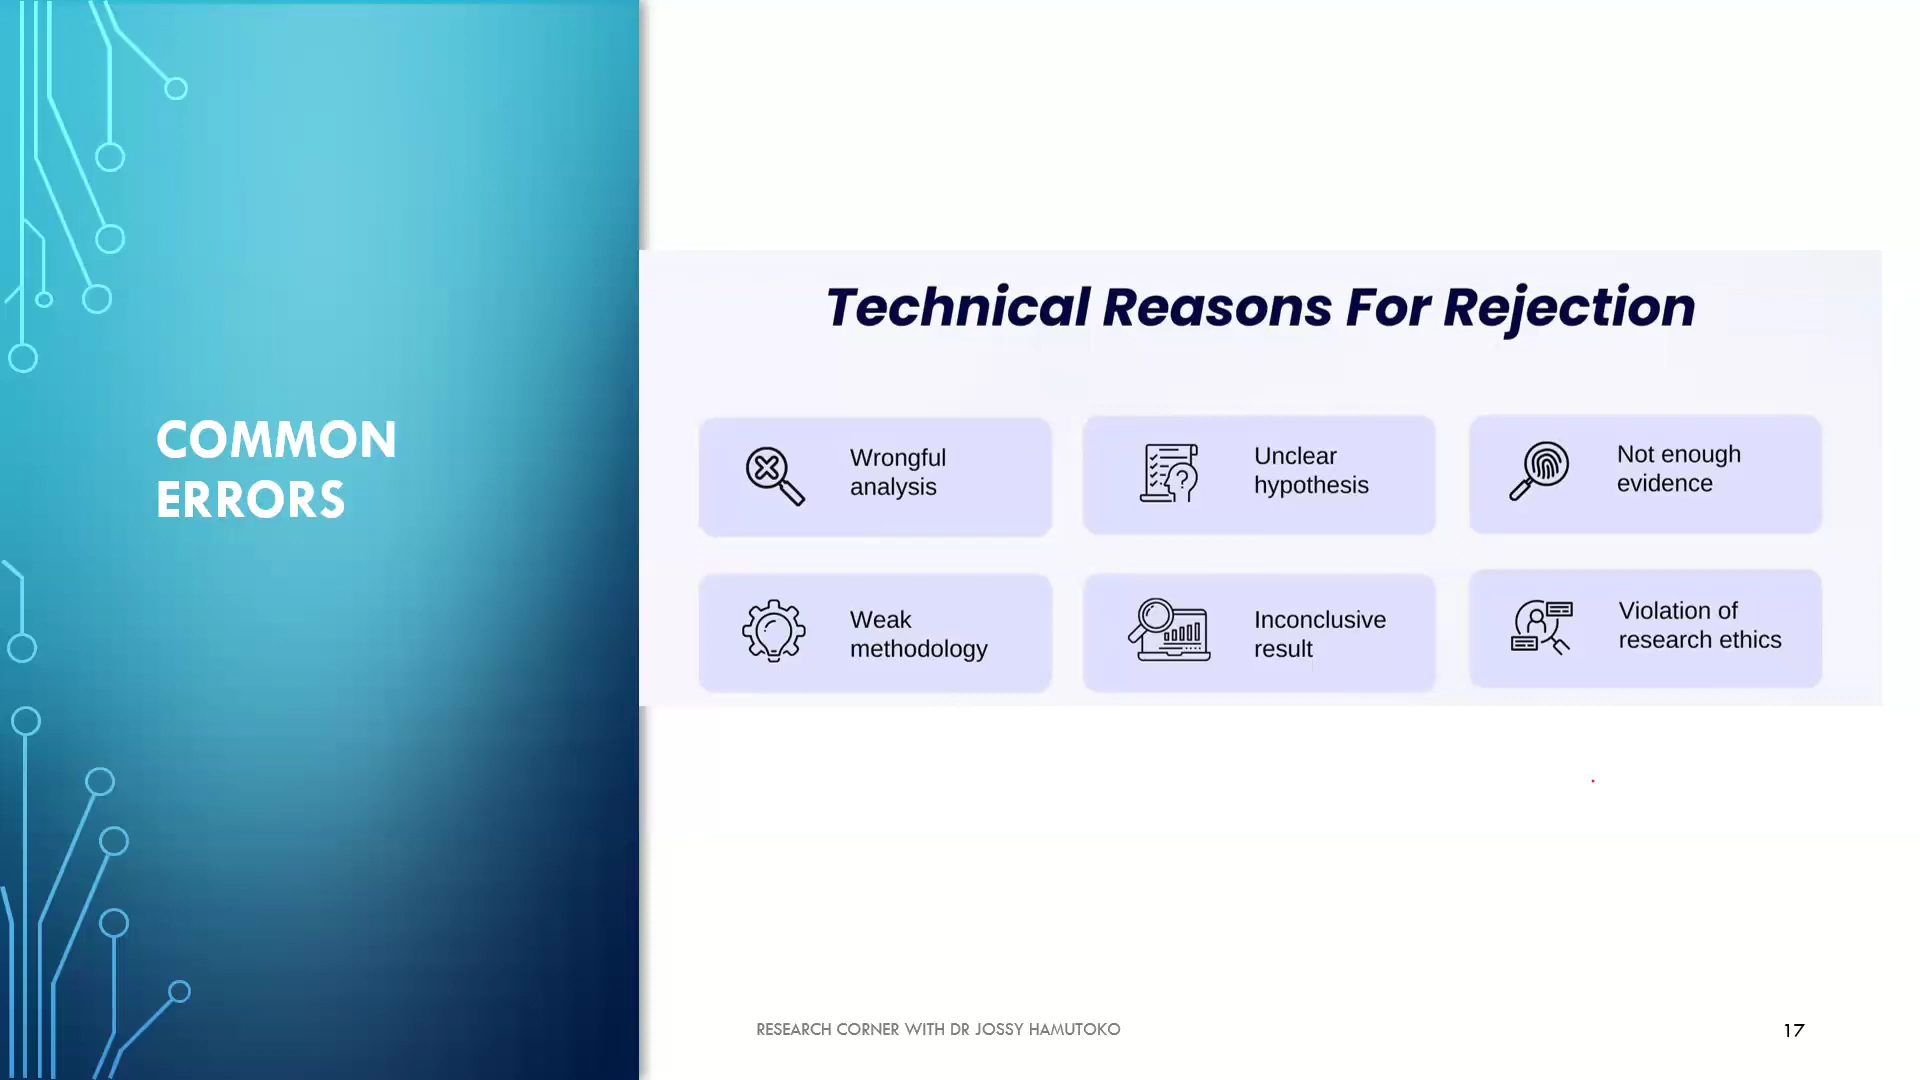 COMMON
ERRORS
Technical Reasons For Rejection
Wrongful
analysis
Unclear
hypothesis
Not enough
evidence
Weak
methodology
Inconclusive
result
Violation of
research ethics
RESEARCH CORNER WITH DR JOSSY HAMUTOKO
17